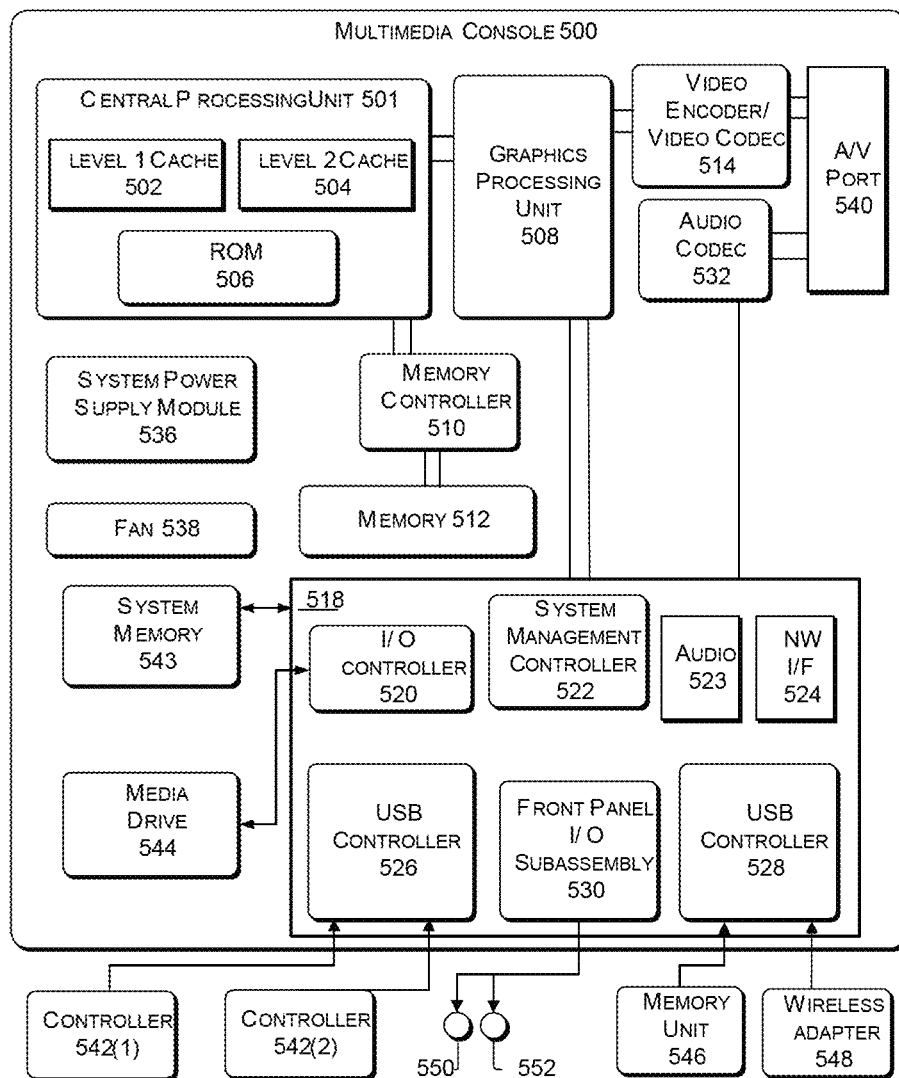 MULTIMEDIA CONSOLE 500
CENTRAL PROCESSING UNIT 501
LEVEL 1 CACHE
502
LEVEL 2 CACHE
504
ROM
506
GRAPHICS
PROCESSING
UNIT
508
VIDEO
ENCODER/
VIDEO CODEC
514
A/V
PORT
540
AUDIO
CODEC
532
SYSTEM POWER
SUPPLY MODULE
536
MEMORY
CONTROLLER
510
FAN 538
MEMORY 512
SYSTEM
MEMORY
543
518
I/O
CONTROLLER
520
SYSTEM
MANAGEMENT
CONTROLLER
522
AUDIO
523
NW
I/F
524
MEDIA
DRIVE
544
USB
CONTROLLER
526
FRONT PANEL
I/O
SUBASSEMBLY
530
USB
CONTROLLER
528
CONTROLLER
542(1)
CONTROLLER
542(2)
550
552
MEMORY
UNIT
546
WIRELESS
ADAPTER
548